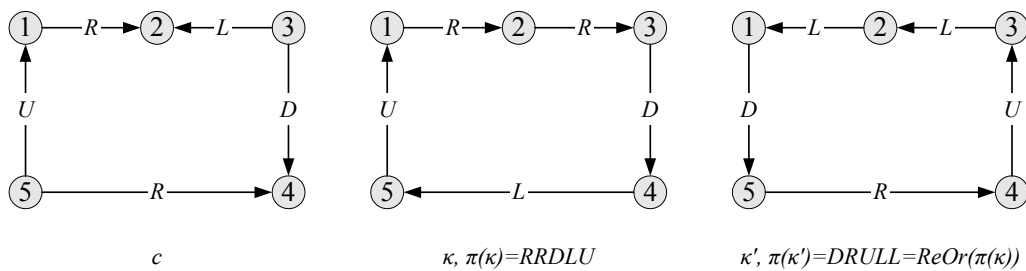 1 R 2 L 3
U D
5 R 4
c
1 R 2 R 3
U D
5 L 4
κ, π(κ)=RRDLU
1 L 2 L 3
D U
5 R 4
κ', π(κ')=DRULL=ReOr(π(κ))